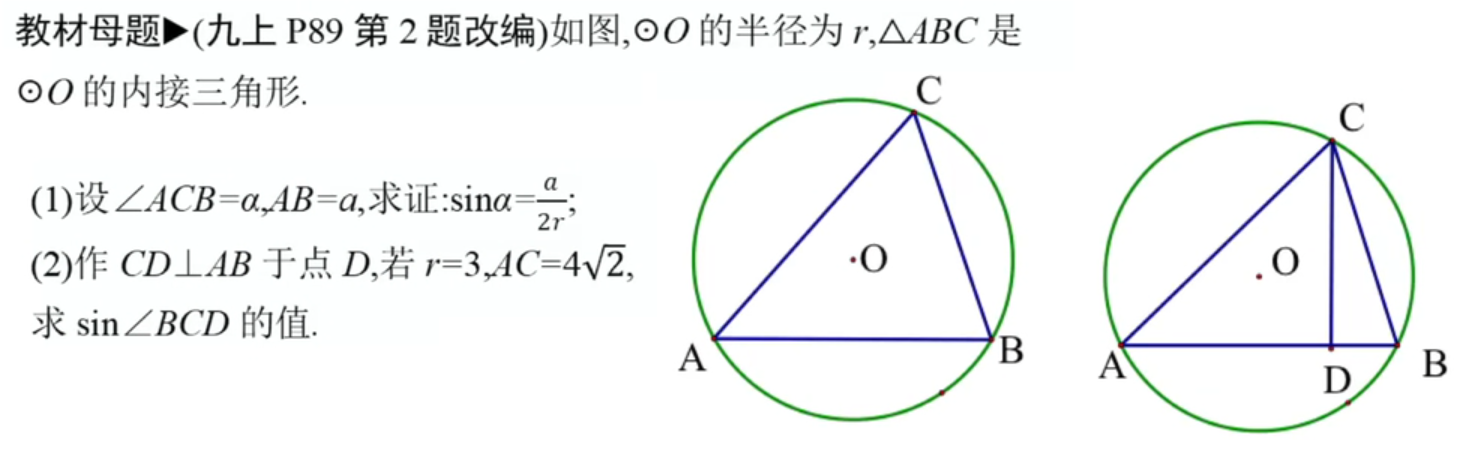 教材母题▶(九上 P89 第 2 题改编)如图,⊙O 的半径为 r,△ABC 是
⊙O 的内接三角形.
(1)设∠ACB=α,AB=a,求证:sinα=a/2r;
(2)作 CD⊥AB 于点 D,若 r=3,AC=4√2,
求 sin∠BCD 的值.
C
O
A
B
C
O
A
D
B